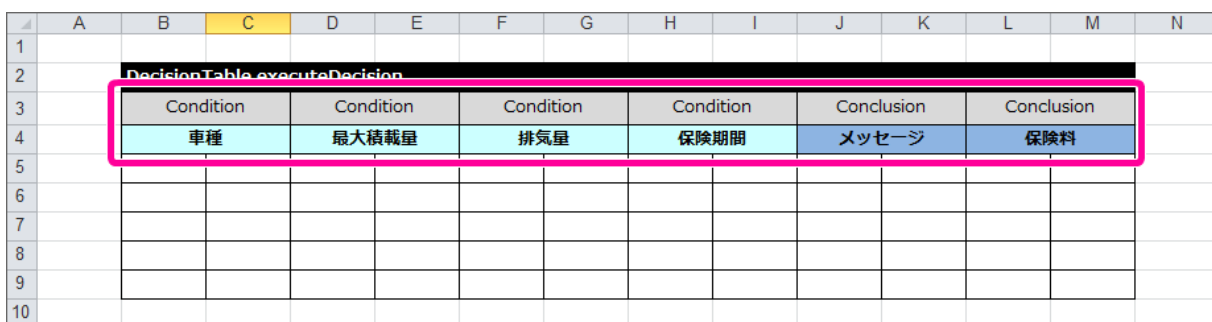 A B C D E F G H I J K L M N
1
2 DecisionTable executeDecision
3 Condition Condition Condition Condition Conclusion Conclusion
4 車種 最大積載量 排気量 保険期間 メッセージ 保険料
5
6
7
8
9
10